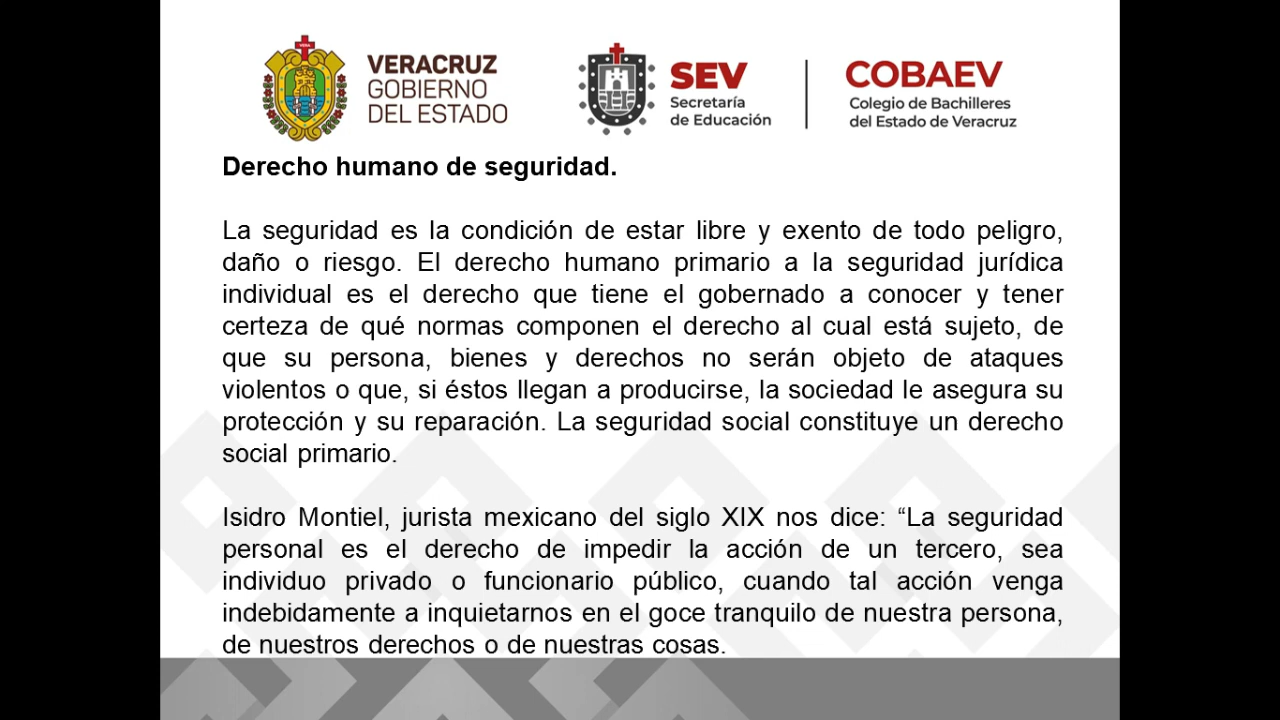 VERACRUZ
GOBIERNO
DEL ESTADO
SEV
Secretaría
de Educación
COBAEV
Colegio de Bachilleres
del Estado de Veracruz
Derecho humano de seguridad.
La seguridad es la condición de estar libre y exento de todo peligro,
daño o riesgo. El derecho humano primario a la seguridad jurídica
individual es el derecho que tiene el gobernado a conocer y tener
certeza de qué normas componen el derecho al cual está sujeto, de
que su persona, bienes y derechos no serán objeto de ataques
violentos o que, si éstos llegan a producirse, la sociedad le asegura su
protección y su reparación. La seguridad social constituye un derecho
social primario.
Isidro Montiel, jurista mexicano del siglo XIX nos dice: “La seguridad
personal es el derecho de impedir la acción de un tercero, sea
individuo privado o funcionario público, cuando tal acción venga
indebidamente a inquietarnos en el goce tranquilo de nuestra persona,
de nuestros derechos o de nuestras cosas.